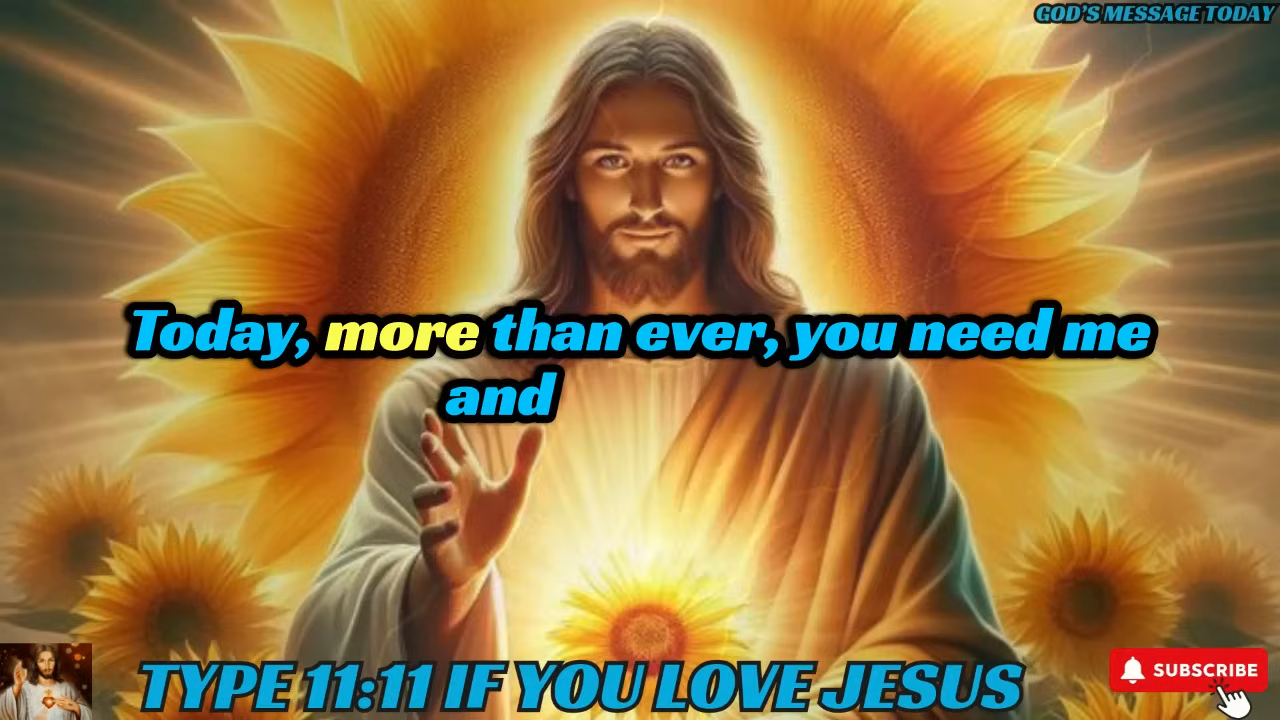 GOD'S MESSAGE TODAY
Today, more than ever, you need me
and
TYPE 11:11 IF YOU LOVE JESUS
SUBSCRIBE